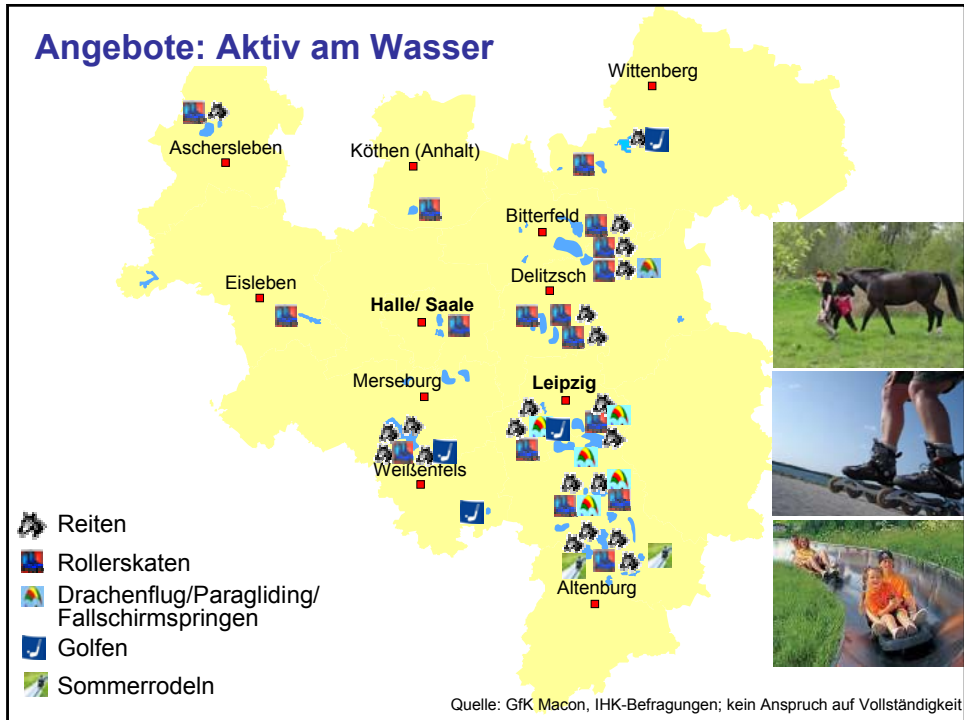 Angebote: Aktiv am Wasser
Wittenberg
Aschersleben
Köthen (Anhalt)
Bitterfeld
Delitzsch
Eisleben
Halle/ Saale
Merseburg
Leipzig
Weißenfels
Altenburg
Reiten
Rollerskaten
Drachenflug/Paragliding/
Fallschirmspringen
Golfen
Sommerrodeln
Quelle: GfK Macon, IHK-Befragungen; kein Anspruch auf Vollständigkeit